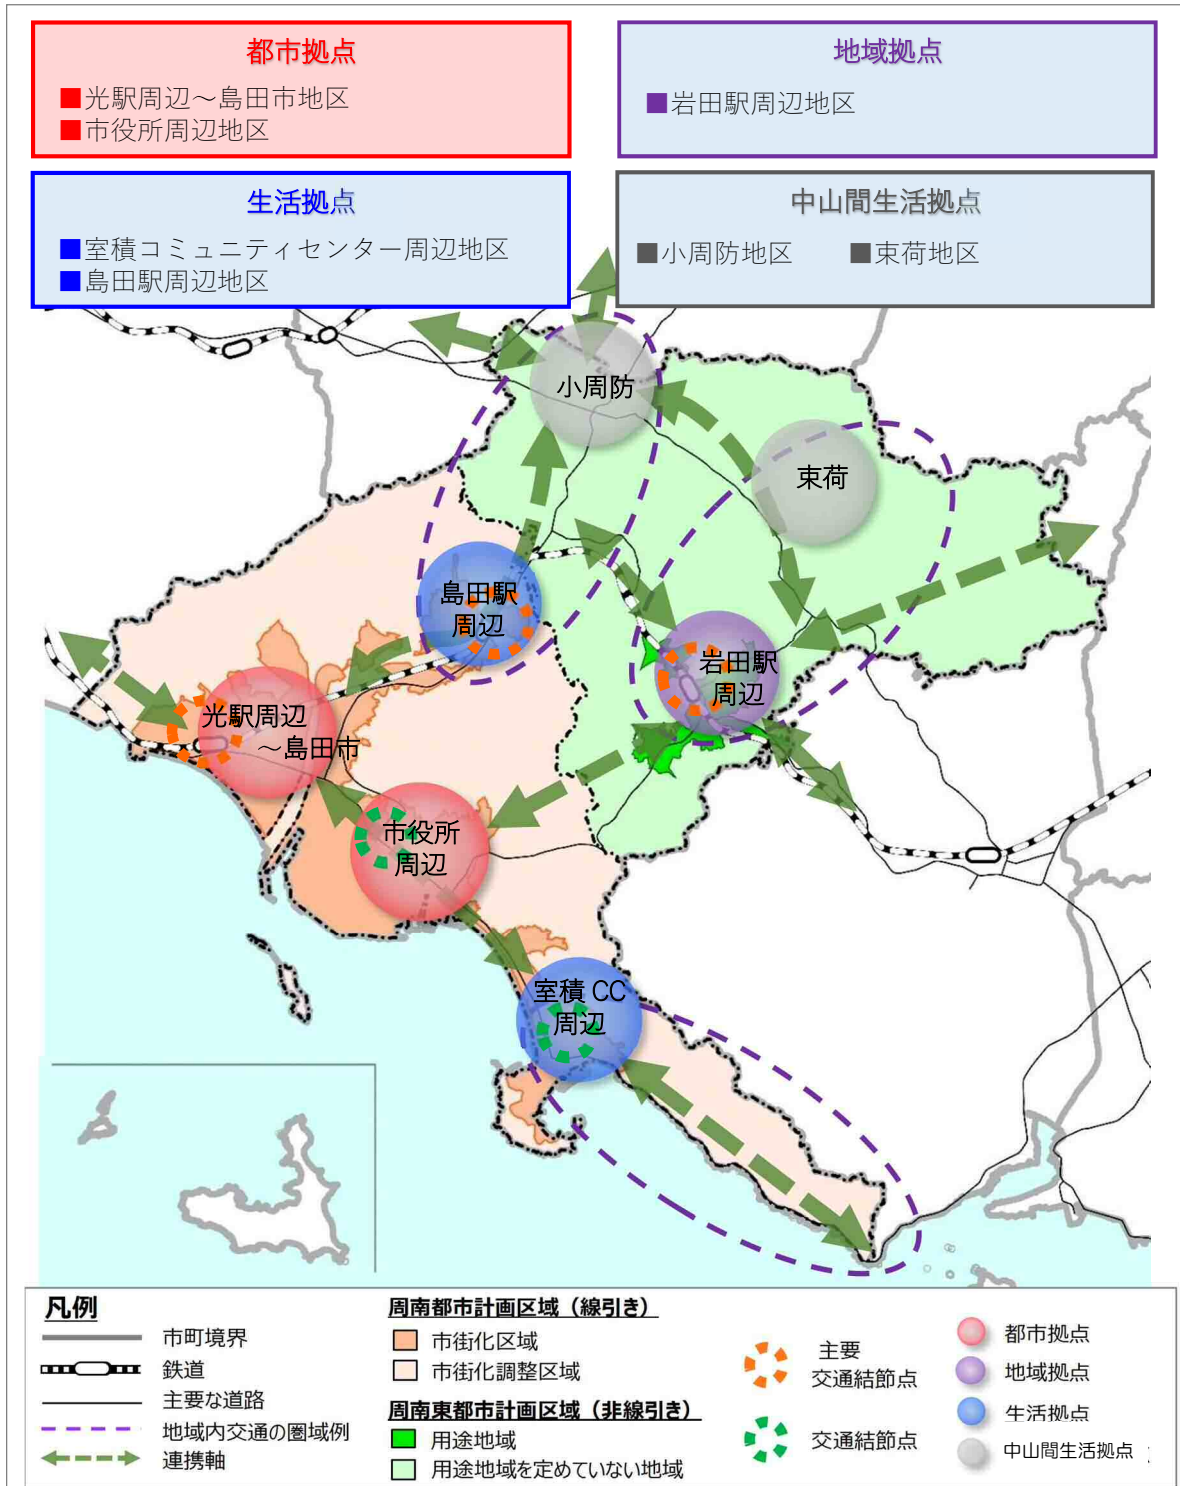 都市拠点
■光駅周辺～島田市地区
■市役所周辺地区
地域拠点
■岩田駅周辺地区
生活拠点
■室積コミュニティセンター周辺地区
■島田駅周辺地区
中山間生活拠点
■小周防地区 ■束荷地区
小周防
束荷
島田駅
周辺
岩田駅
周辺
光駅周辺
～島田市
市役所
周辺
室積 CC
周辺
凡例
市町境界
鉄道
主要な道路
地域内交通の圏域例
連携軸
周南都市計画区域（線引き）
市街化区域
市街化調整区域
周南東都市計画区域（非線引き）
用途地域
用途地域を定めていない地域
主要
交通結節点
交通結節点
都市拠点
地域拠点
生活拠点
中山間生活拠点